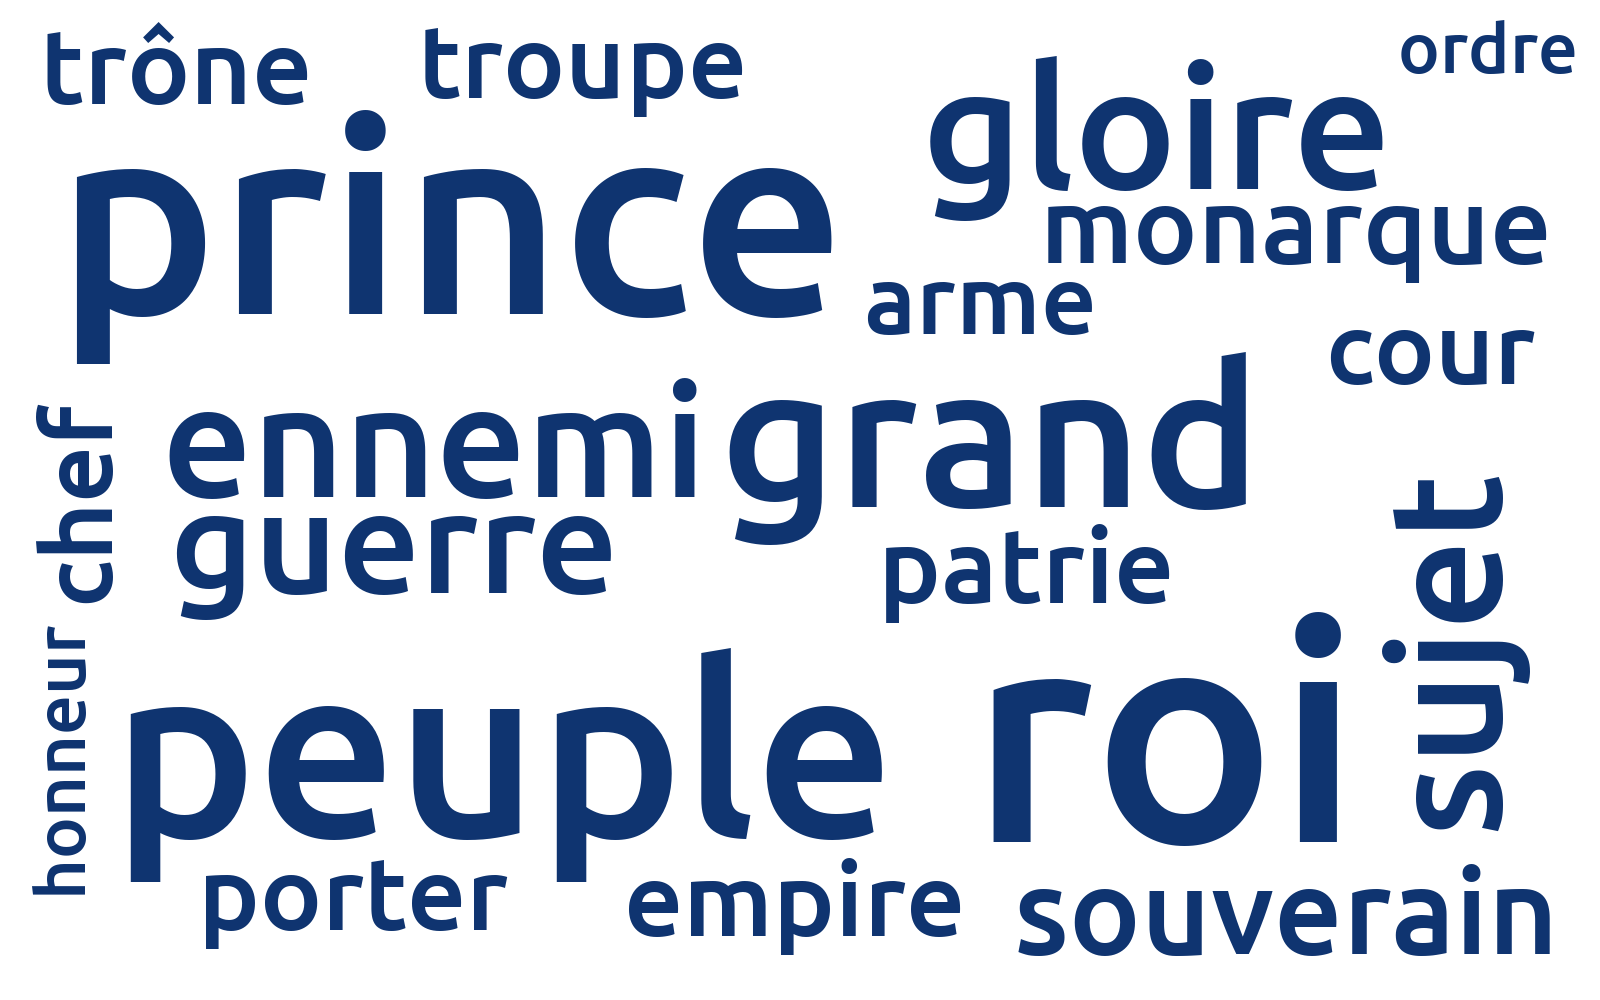 trône
troupe
ordre
gloire
prince
monarque
arme
cour
chef
ennemi
grand
guerre
patrie
sujet
honneur
peuple
roi
porter
empire
souverain